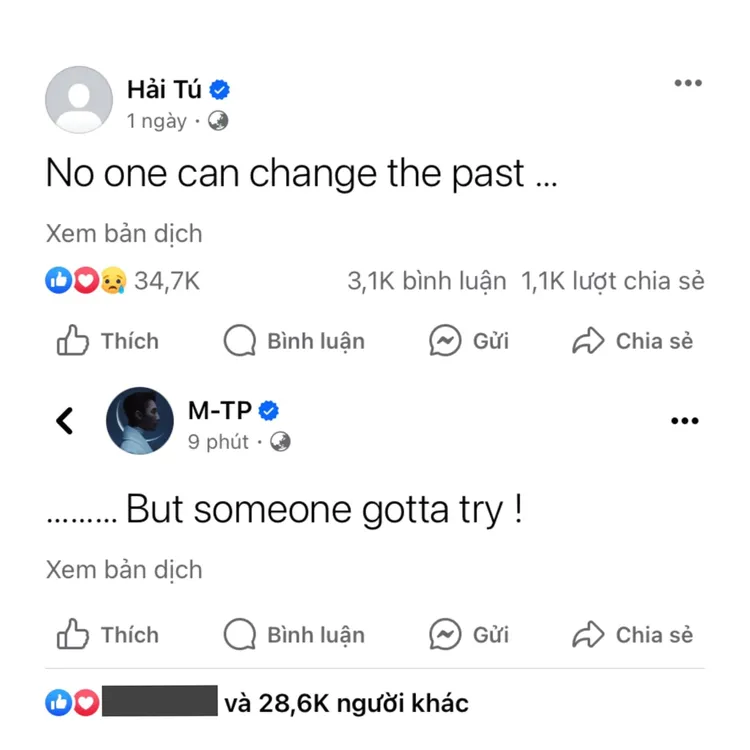 Hải Tú
1 ngày ·
No one can change the past ...
Xem bản dịch
34,7K 3,1K bình luận 1,1K lượt chia sẻ
Thích Bình luận Gửi Chia sẻ
M-TP
9 phút ·
......... But someone gotta try !
Xem bản dịch
Thích Bình luận Gửi Chia sẻ
và 28,6K người khác